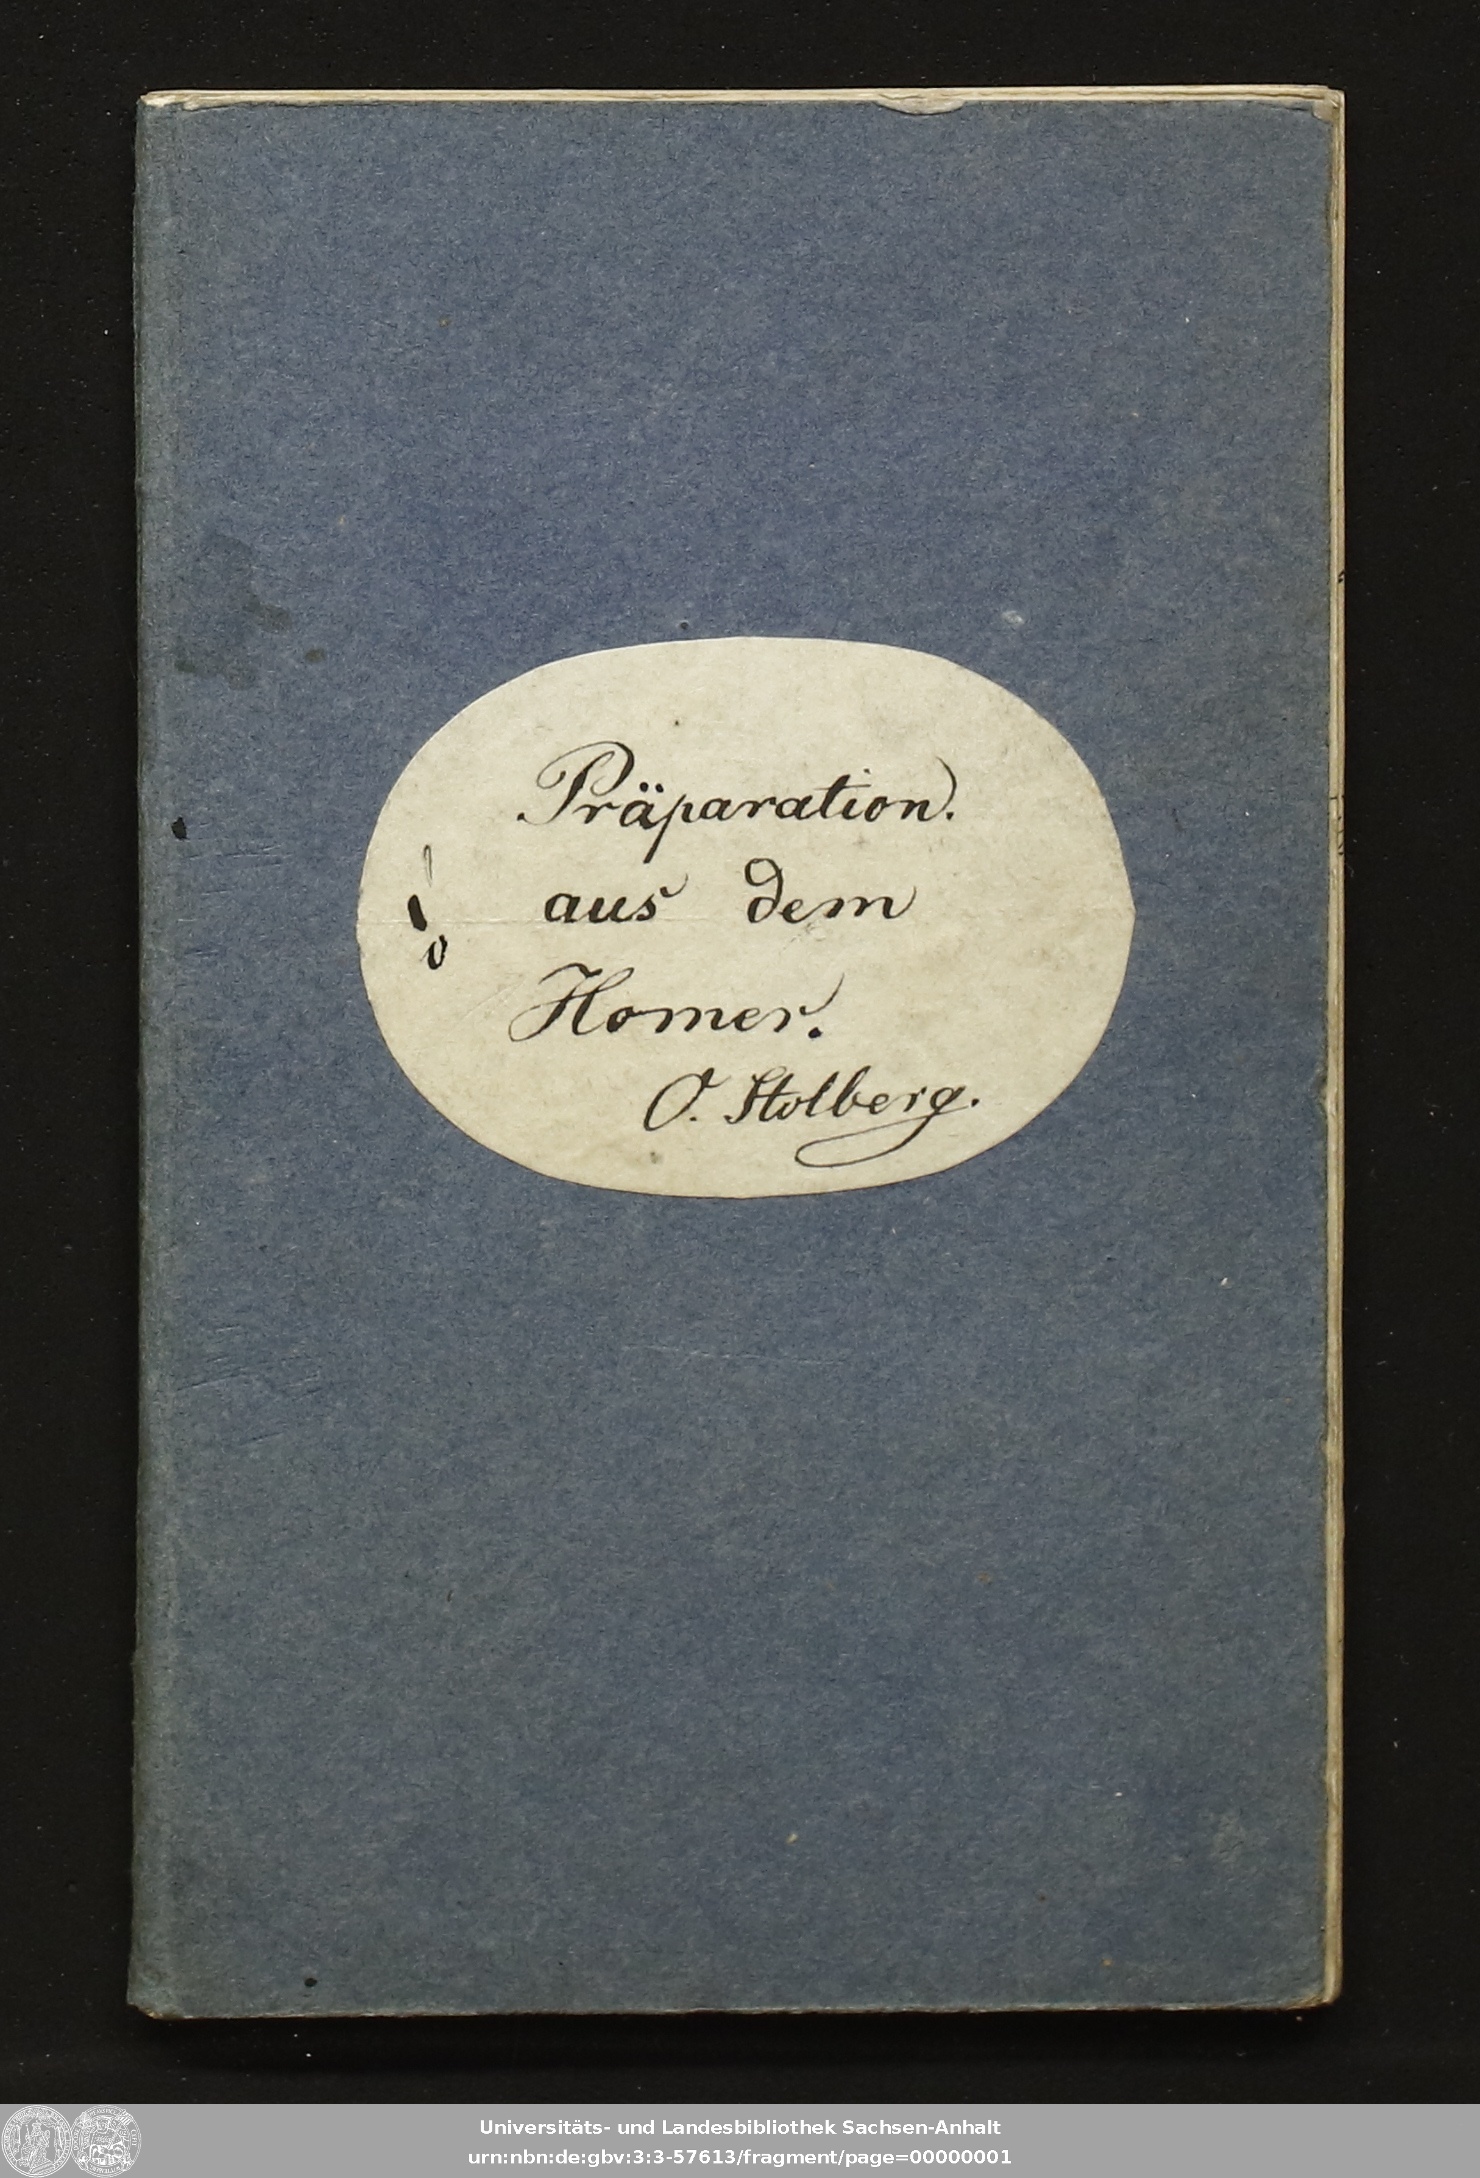 Präparation.
aus dem
Homer.
O. Stolberg.
Universitäts- und Landesbibliothek Sachsen-Anhalt
urn:nbn:de:gbv:3:3-57613/fragment/page=00000001